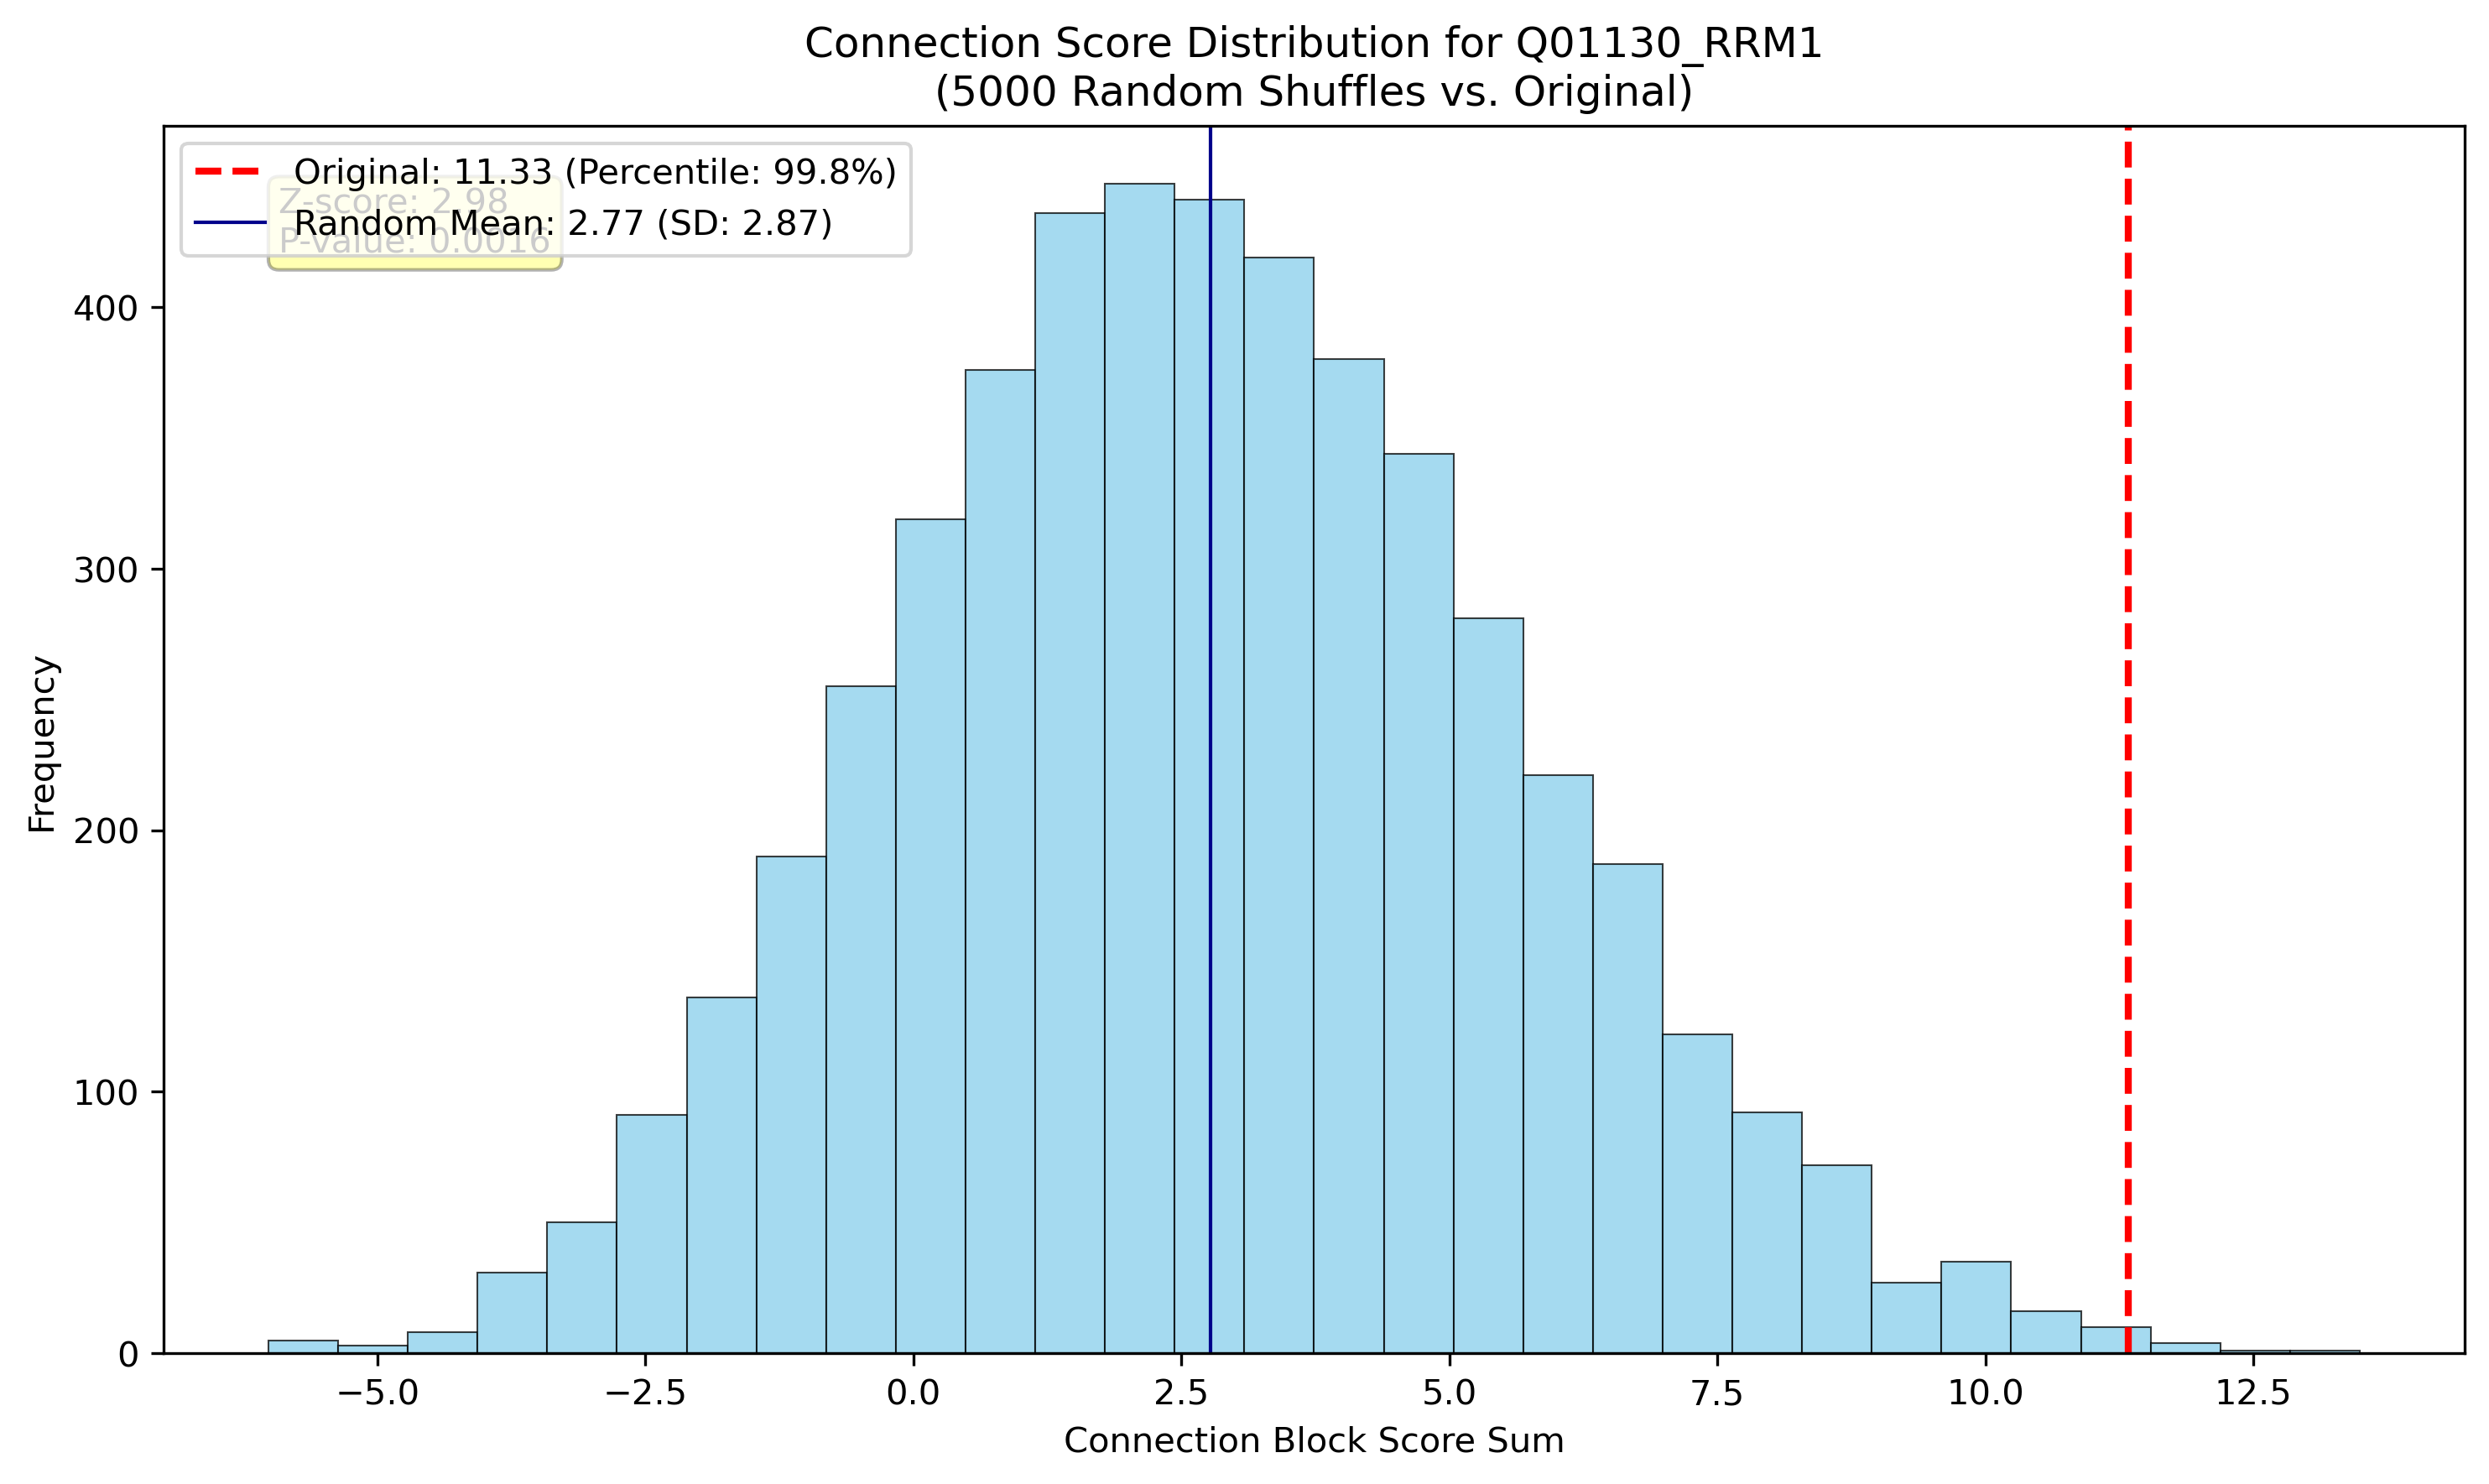 Connection Score Distribution for Q01130_RRM1
(5000 Random Shuffles vs. Original)
Original: 11.33 (Percentile: 99.8%)
Z-score: 2.98
Random Mean: 2.77 (SD: 2.87)
P-value: 0.0016
Frequency
400
300
200
100
0
−5.0
−2.5
0.0
2.5
5.0
7.5
10.0
12.5
Connection Block Score Sum